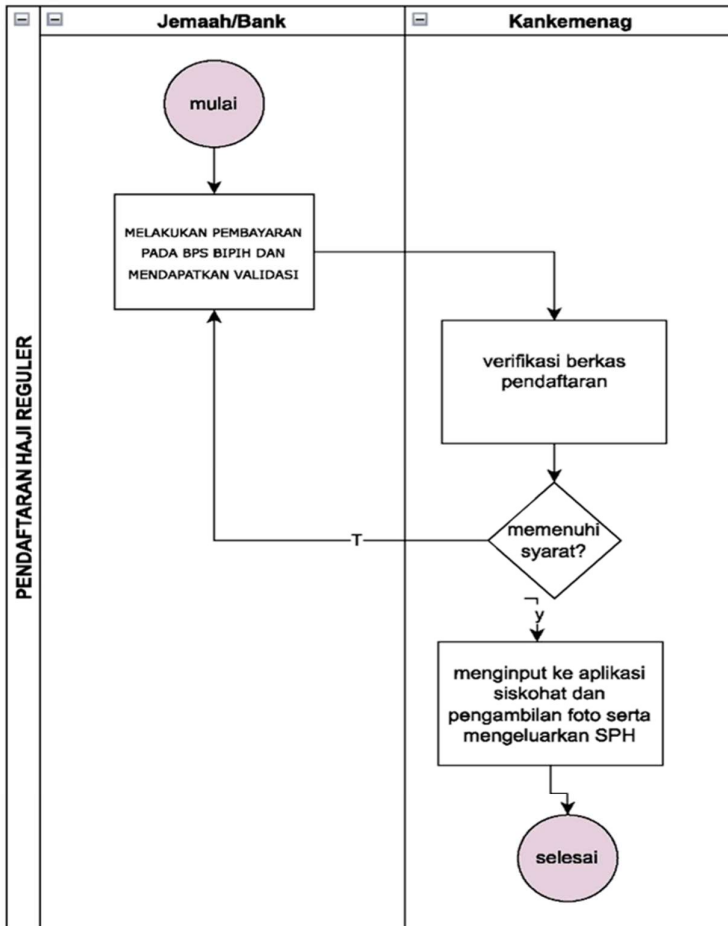 Jemaah/Bank
Kankemenag
PENDAFTARAN HAJI REGULER
mulai
MELAKUKAN PEMBAYARAN
PADA BPS BIPIH DAN
MENDAPATKAN VALIDASI
verifikasi berkas
pendaftaran
memenuhi
syarat?
T
y
menginput ke aplikasi
siskohat dan
pengambilan foto serta
mengeluarkan SPH
selesai